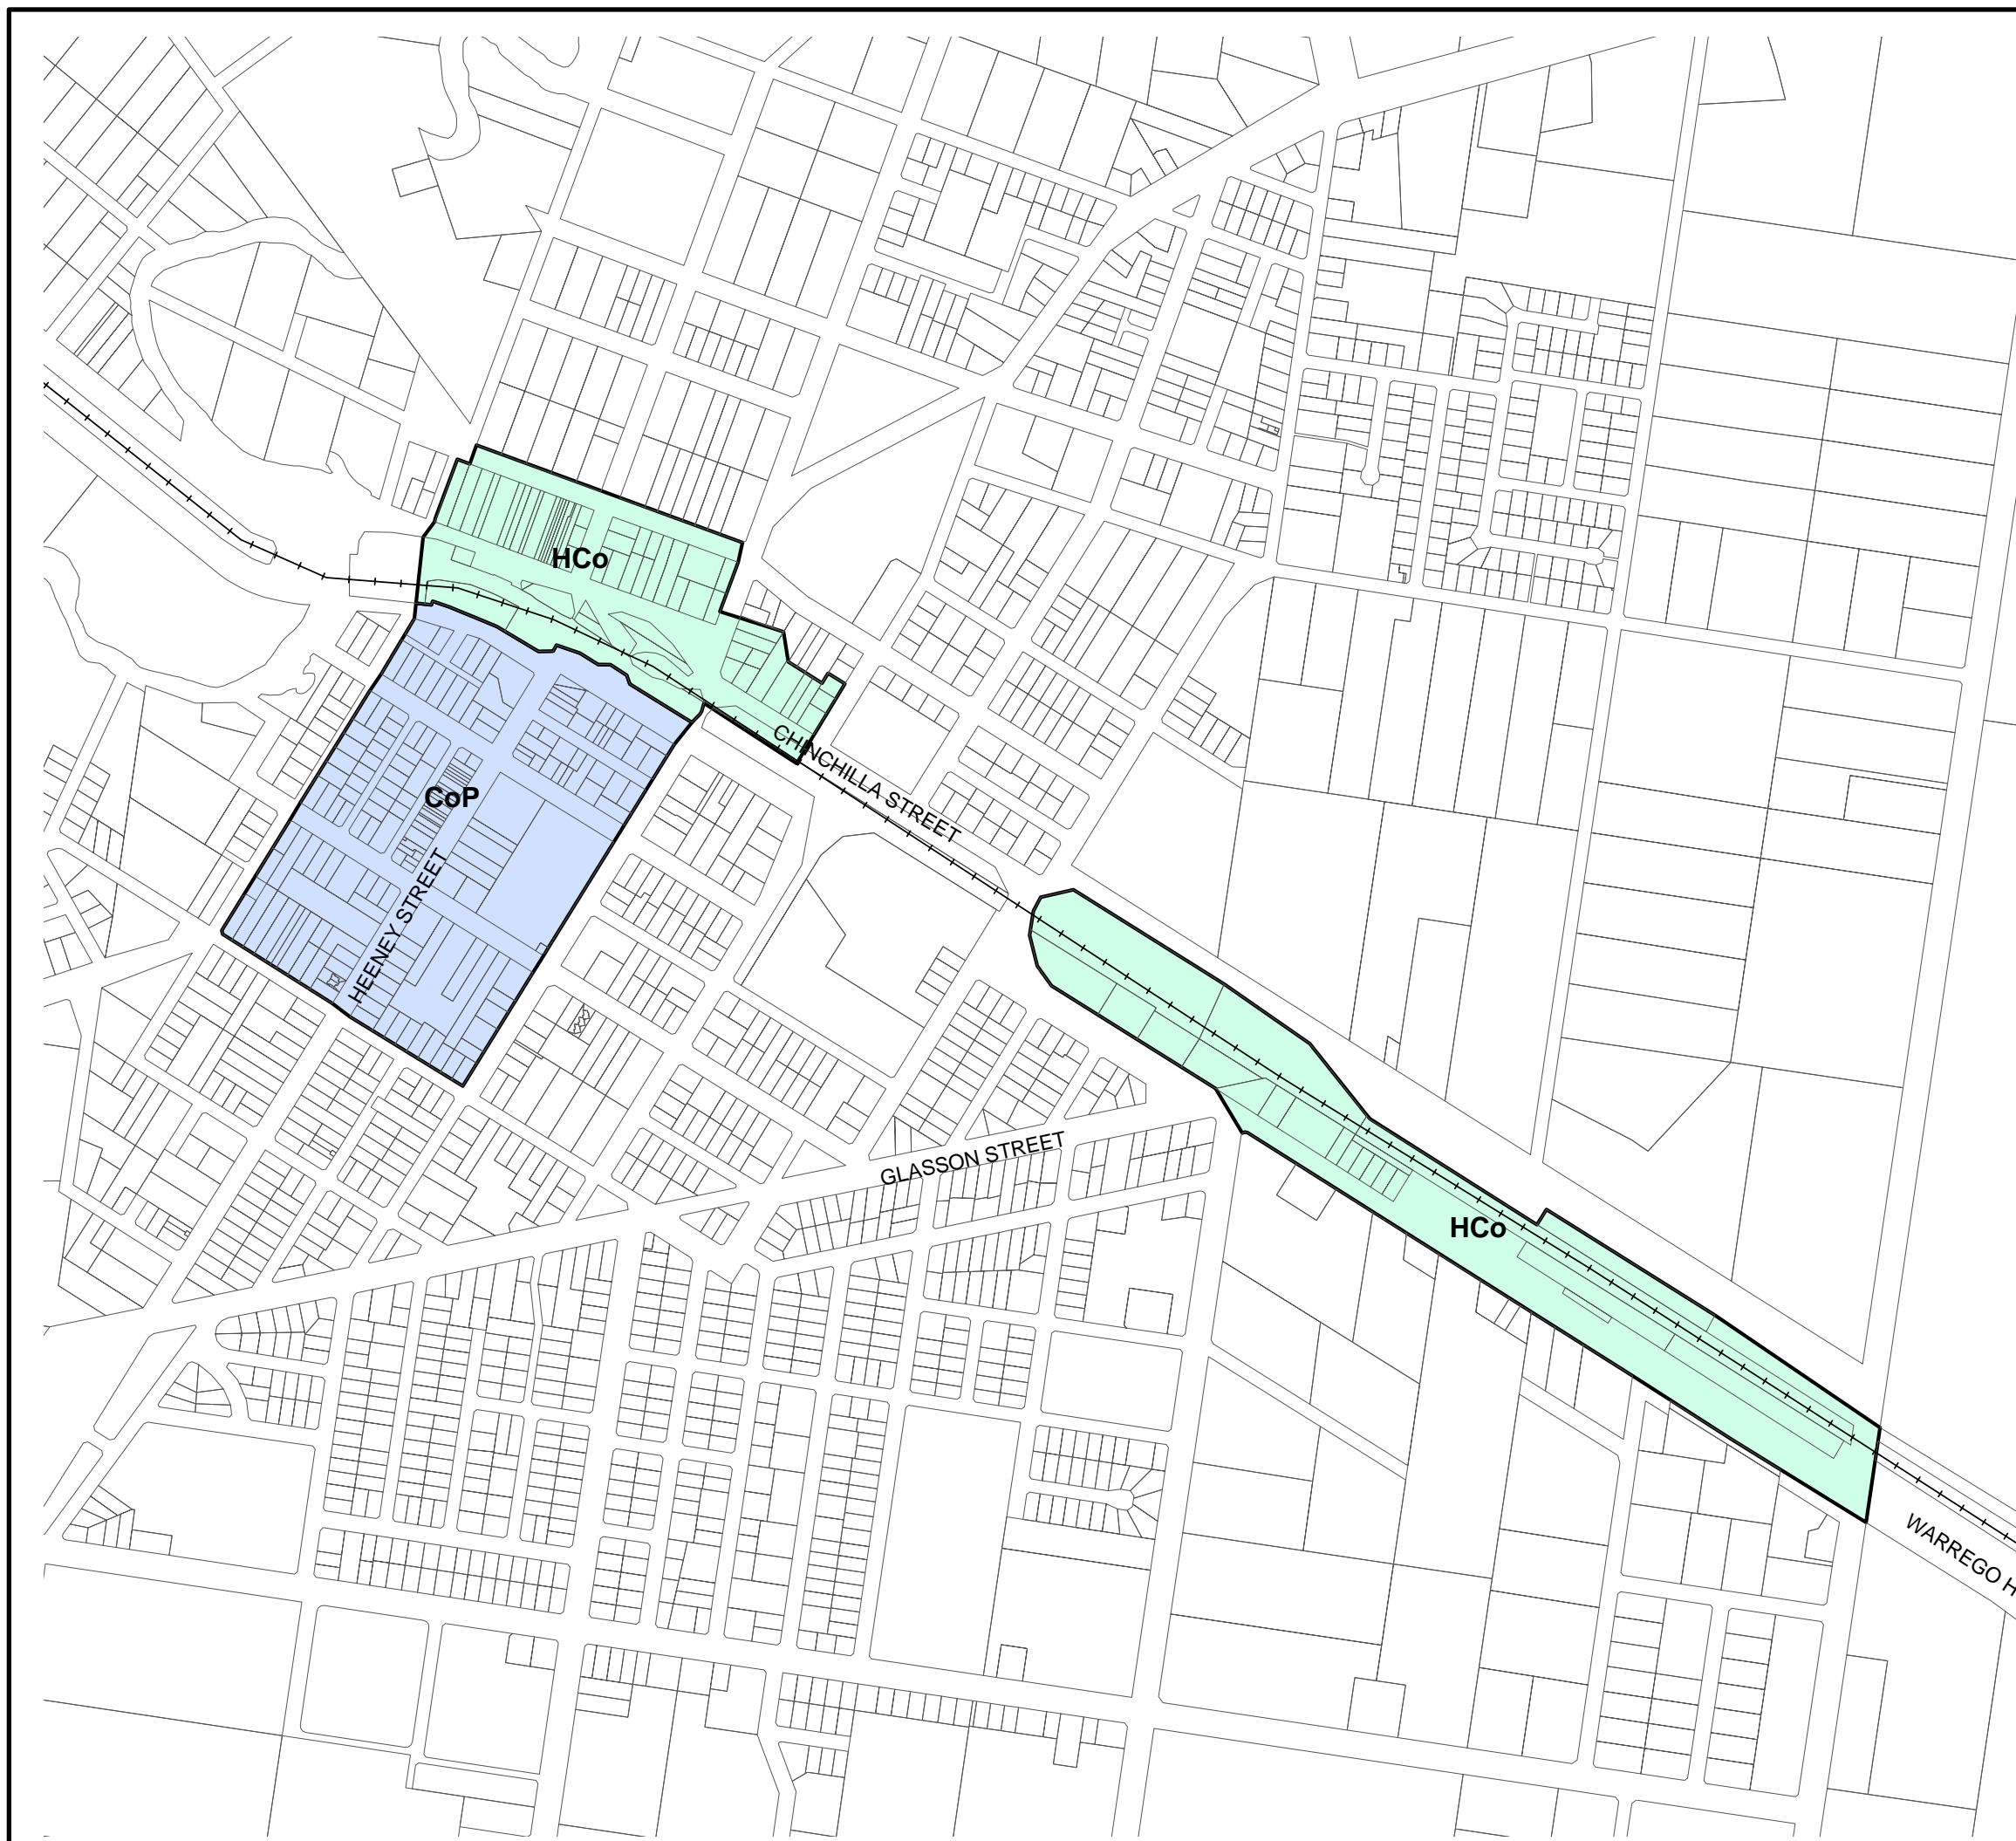 HCo
CHINCHILLA STREET
CoP
HEENEY STREET
GLASSON STREET
HCo
WARREGO